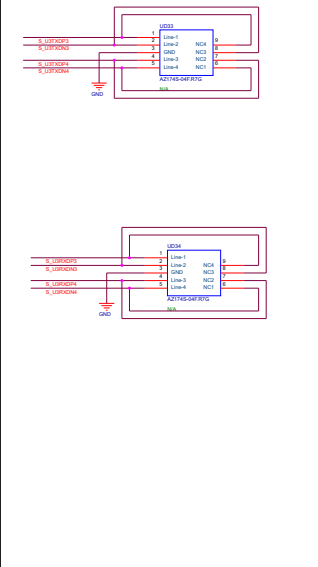 UD33
S_U3TXDP3 1 Line-1
S_U3TXDN3 2 Line-2 NC4 9
3 GND NC3 8
S_U3TXDP4 4 Line-3 NC2 7
S_U3TXDN4 5 Line-4 NC1 6
AZ174S-04F.R7G
N/A
GND
UD34
1 Line-1
S_U3RXDP3 2 Line-2 NC4 9
S_U3RXDN3 3 GND NC3 8
S_U3RXDP4 4 Line-3 NC2 7
S_U3RXDN4 5 Line-4 NC1 6
AZ174S-04F.R7G
N/A
GND